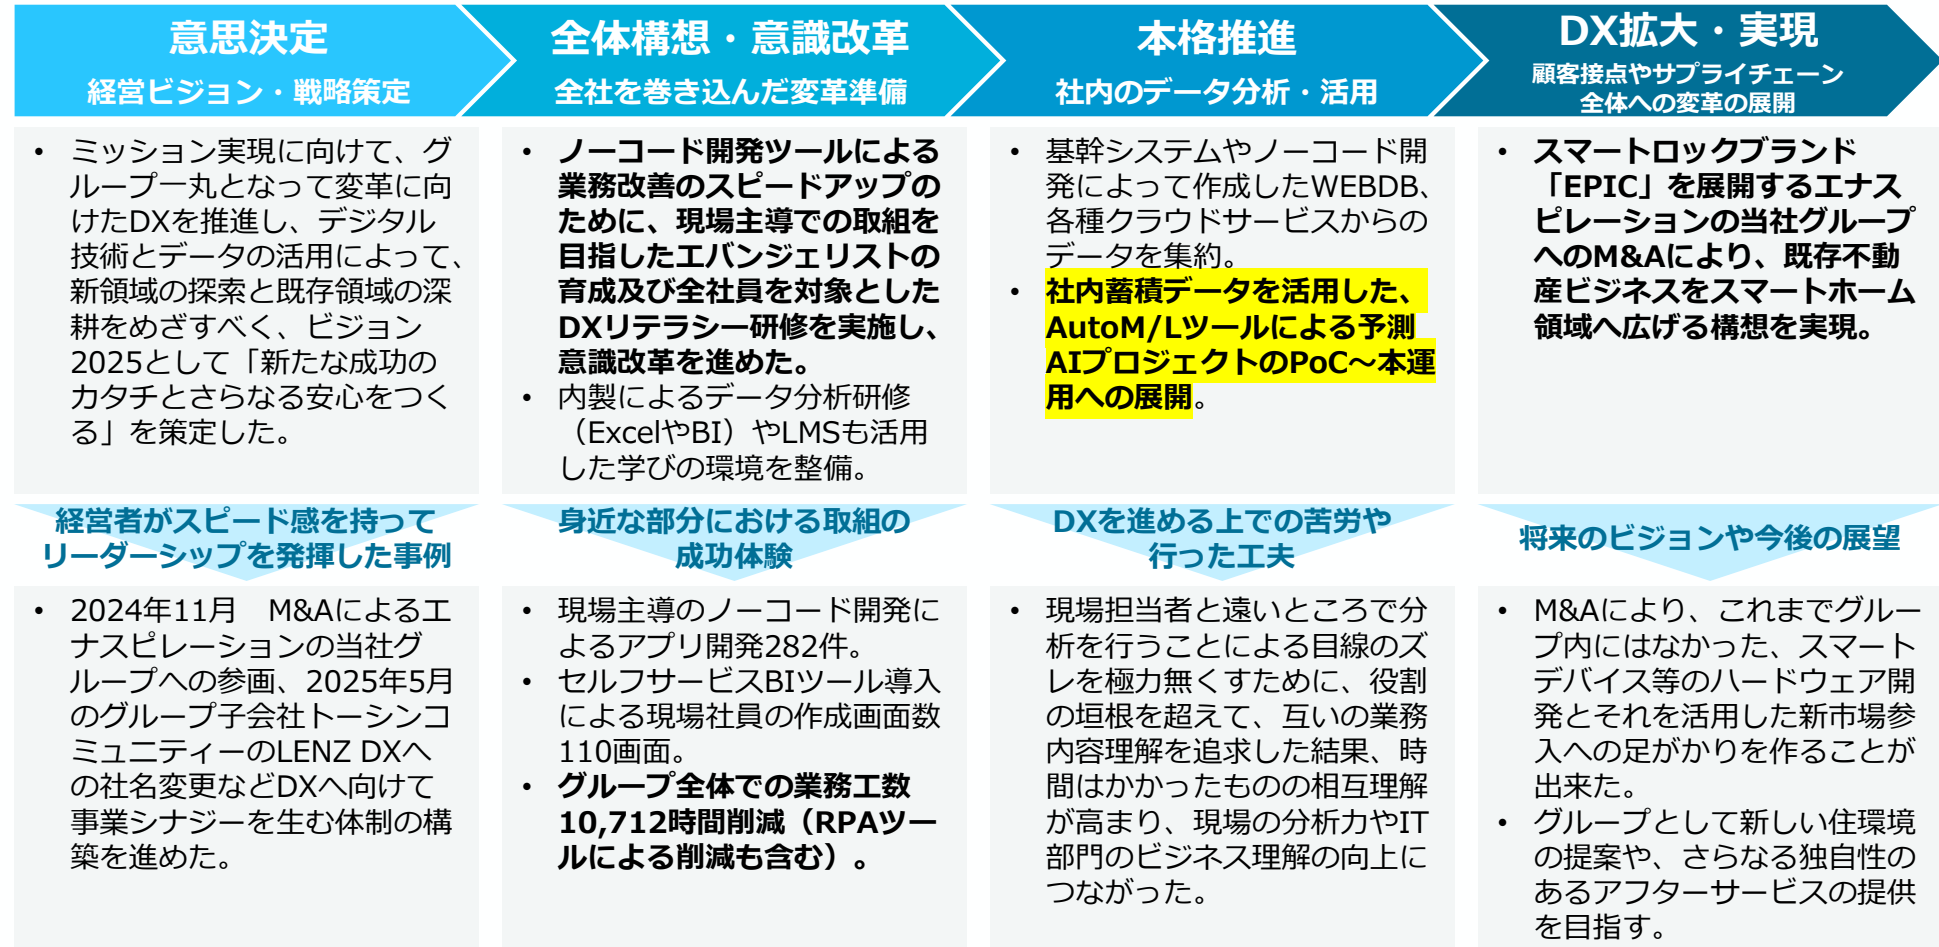 意思決定
経営ビジョン・戦略策定
全体構想・意識改革
全社を巻き込んだ変革準備
本格推進
社内のデータ分析・活用
DX拡大・実現
顧客接点やサプライチェーン
全体への変革の展開
• ミッション実現に向けて、グ
ループ一丸となって変革に向
けたDXを推進し、デジタル
技術とデータの活用によって、
新領域の探索と既存領域の深
耕をめざすべく、ビジョン
2025として「新たな成功の
カタチとさらなる安心をつく
る」を策定した。
• ノーコード開発ツールによる
業務改善のスピードアップの
ために、現場主導での取組を
目指したエバンジェリストの
育成及び全社員を対象とした
DXリテラシー研修を実施し、
意識改革を進めた。
• 内製によるデータ分析研修
（ExcelやBI）やLMSも活用
した学びの環境を整備。
• 基幹システムやノーコード開
発によって作成したWEBDB、
各種クラウドサービスからの
データを集約。
• 社内蓄積データを活用した、
AutoM/Lツールによる予測
AIプロジェクトのPoC～本運
用への展開。
• スマートロックブランド
「EPIC」を展開するエナス
ピレーションの当社グループ
へのM&Aにより、既存不動
産ビジネスをスマートホーム
領域へ広げる構想を実現。
経営者がスピード感を持って
リーダーシップを発揮した事例
身近な部分における取組の
成功体験
DXを進める上での苦労や
行った工夫
将来のビジョンや今後の展望
• 2024年11月　M&Aによるエ
ナスピレーションの当社グ
ループへの参画、2025年5月
のグループ子会社トーシンコ
ミュニティーのLENZ DXへ
の社名変更などDXへ向けて
事業シナジーを生む体制の構
築を進めた。
• 現場主導のノーコード開発に
よるアプリ開発282件。
• セルフサービスBIツール導入
による現場社員の作成画面数
110画面。
• グループ全体での業務工数
10,712時間削減（RPAツー
ルによる削減も含む）。
• 現場担当者と遠いところで分
析を行うことによる目線のズ
レを極力無くすために、役割
の垣根を超えて、互いの業務
内容理解を追求した結果、時
間はかかったものの相互理解
が高まり、現場の分析力やIT
部門のビジネス理解の向上に
つながった。
• M&Aにより、これまでグルー
プ内にはなかった、スマート
デバイス等のハードウェア開
発とそれを活用した新市場参
入への足がかりを作ることが
出来た。
• グループとして新しい住環境
の提案や、さらなる独自性の
あるアフターサービスの提供
を目指す。